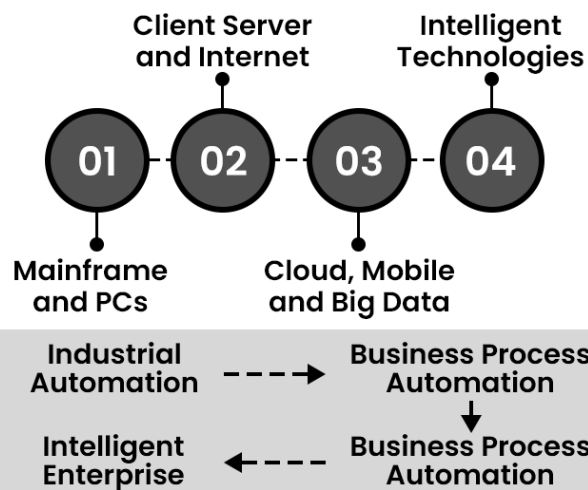 Client Server
and Internet
Intelligent
Technologies
01
02
03
04
Mainframe
and PCs
Cloud, Mobile
and Big Data
Industrial
Automation
Business Process
Automation
Intelligent
Enterprise
Business Process
Automation